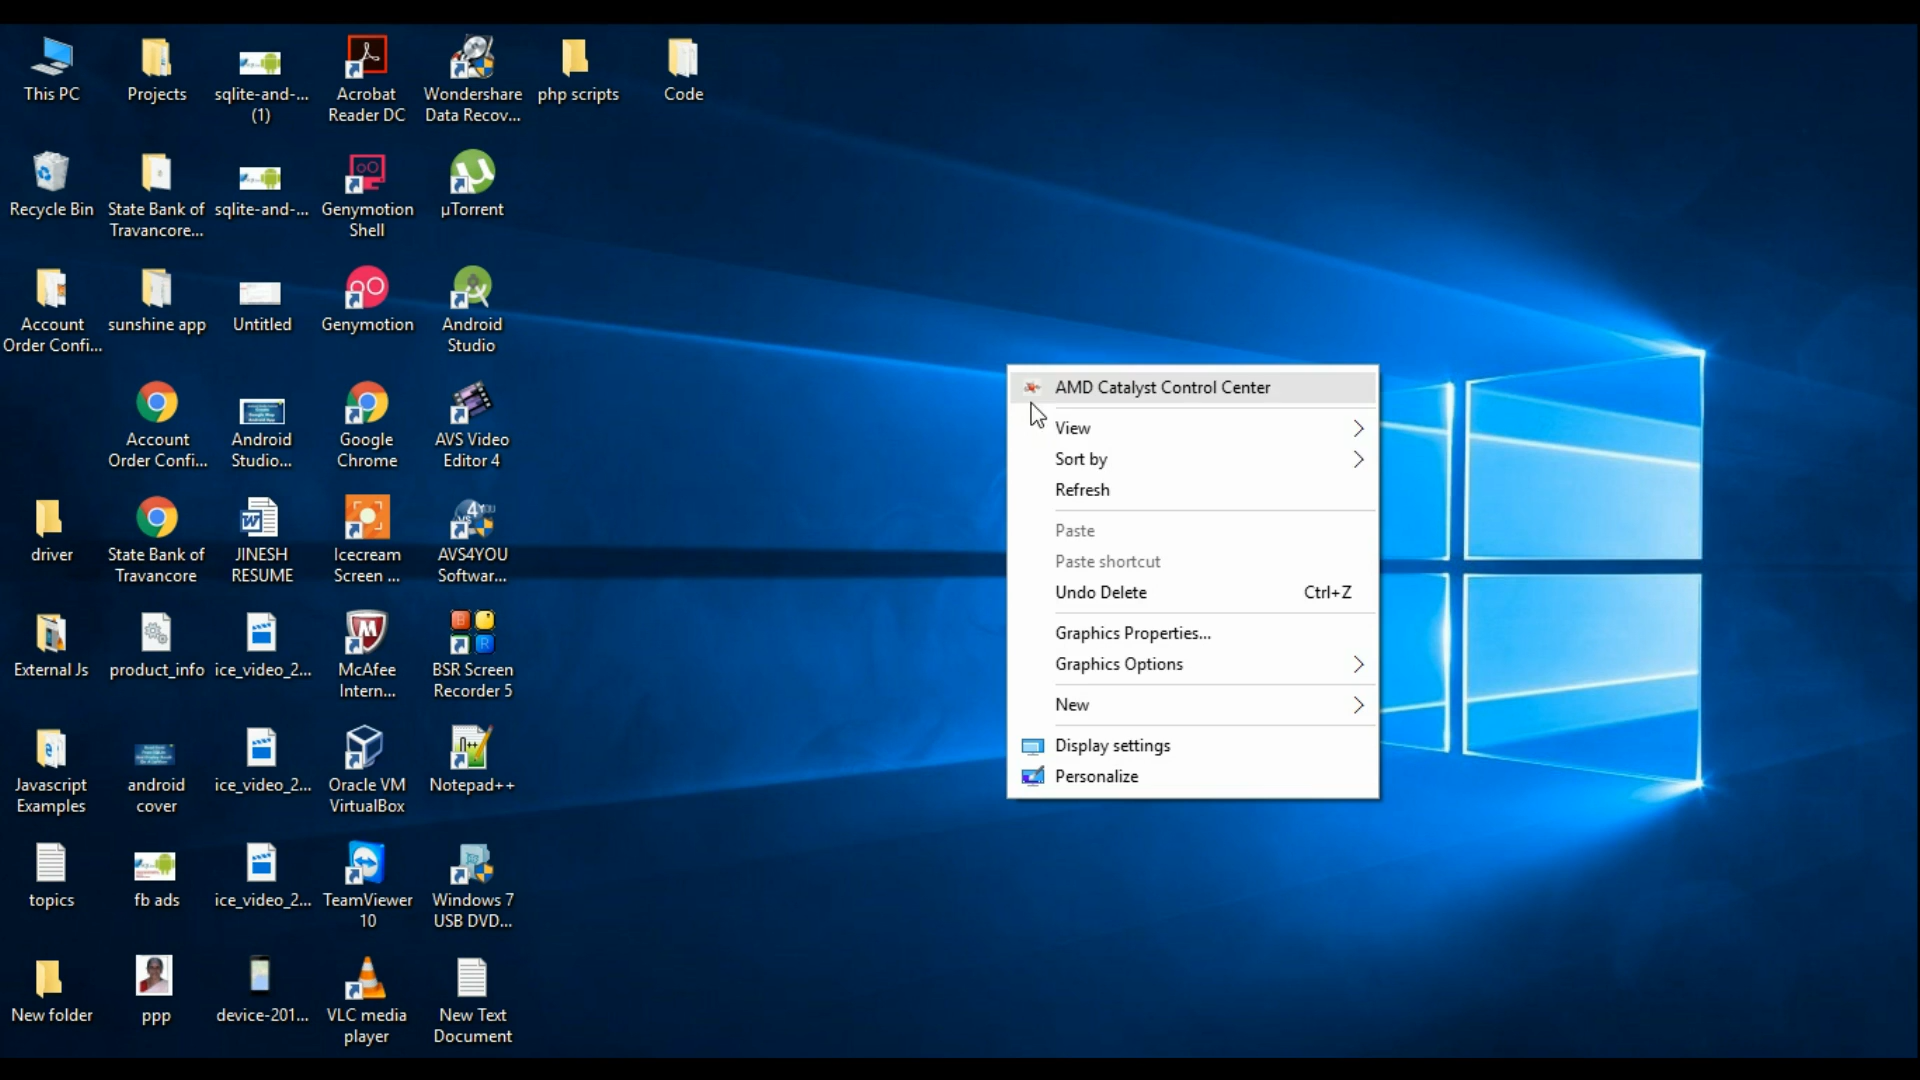 This PC
Projects
sqlite-and-...
(1)
Acrobat
Reader DC
Wondershare
Data Recov...
php scripts
Code
Recycle Bin
State Bank of
Travancore...
sqlite-and-...
Genymotion
Shell
µTorrent
Account
Order Confi...
sunshine app
Untitled
Genymotion
Android
Studio
Account
Order Confi...
Android
Studio...
Google
Chrome
AVS Video
Editor 4
driver
State Bank of
Travancore
JINESH
RESUME
Icecream
Screen ...
AVS4YOU
Softwar...
External Js
product_info
ice_video_2...
McAfee
Intern...
BSR Screen
Recorder 5
Javascript
Examples
android
cover
ice_video_2...
Oracle VM
VirtualBox
Notepad++
topics
fb ads
ice_video_2...
TeamViewer
10
Windows 7
USB DVD...
New folder
ppp
device-201...
VLC media
player
New Text
Document
AMD Catalyst Control Center
View
Sort by
Refresh
Paste
Paste shortcut
Undo Delete Ctrl+Z
Graphics Properties...
Graphics Options
New
Display settings
Personalize